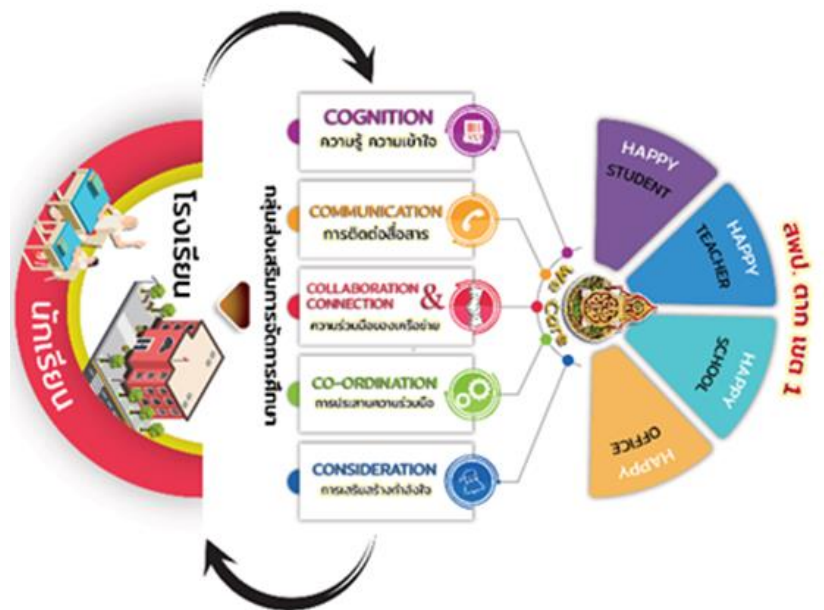 นักเรียน
โรงเรียน
กลุ่มส่งเสริมการจัดการศึกษา
COGNITION
ความรู้ ความเข้าใจ
COMMUNICATION
การติดต่อสื่อสาร
COLLABORATION &
CONNECTION
ความร่วมมือของเครือข่าย
CO-ORDINATION
การประสานความร่วมมือ
CONSIDERATION
การเสริมสร้างกำลังใจ
We Care
HAPPY
STUDENT
HAPPY
TEACHER
HAPPY
SCHOOL
HAPPY
OFFICE
สพป. ตาก เขต 1